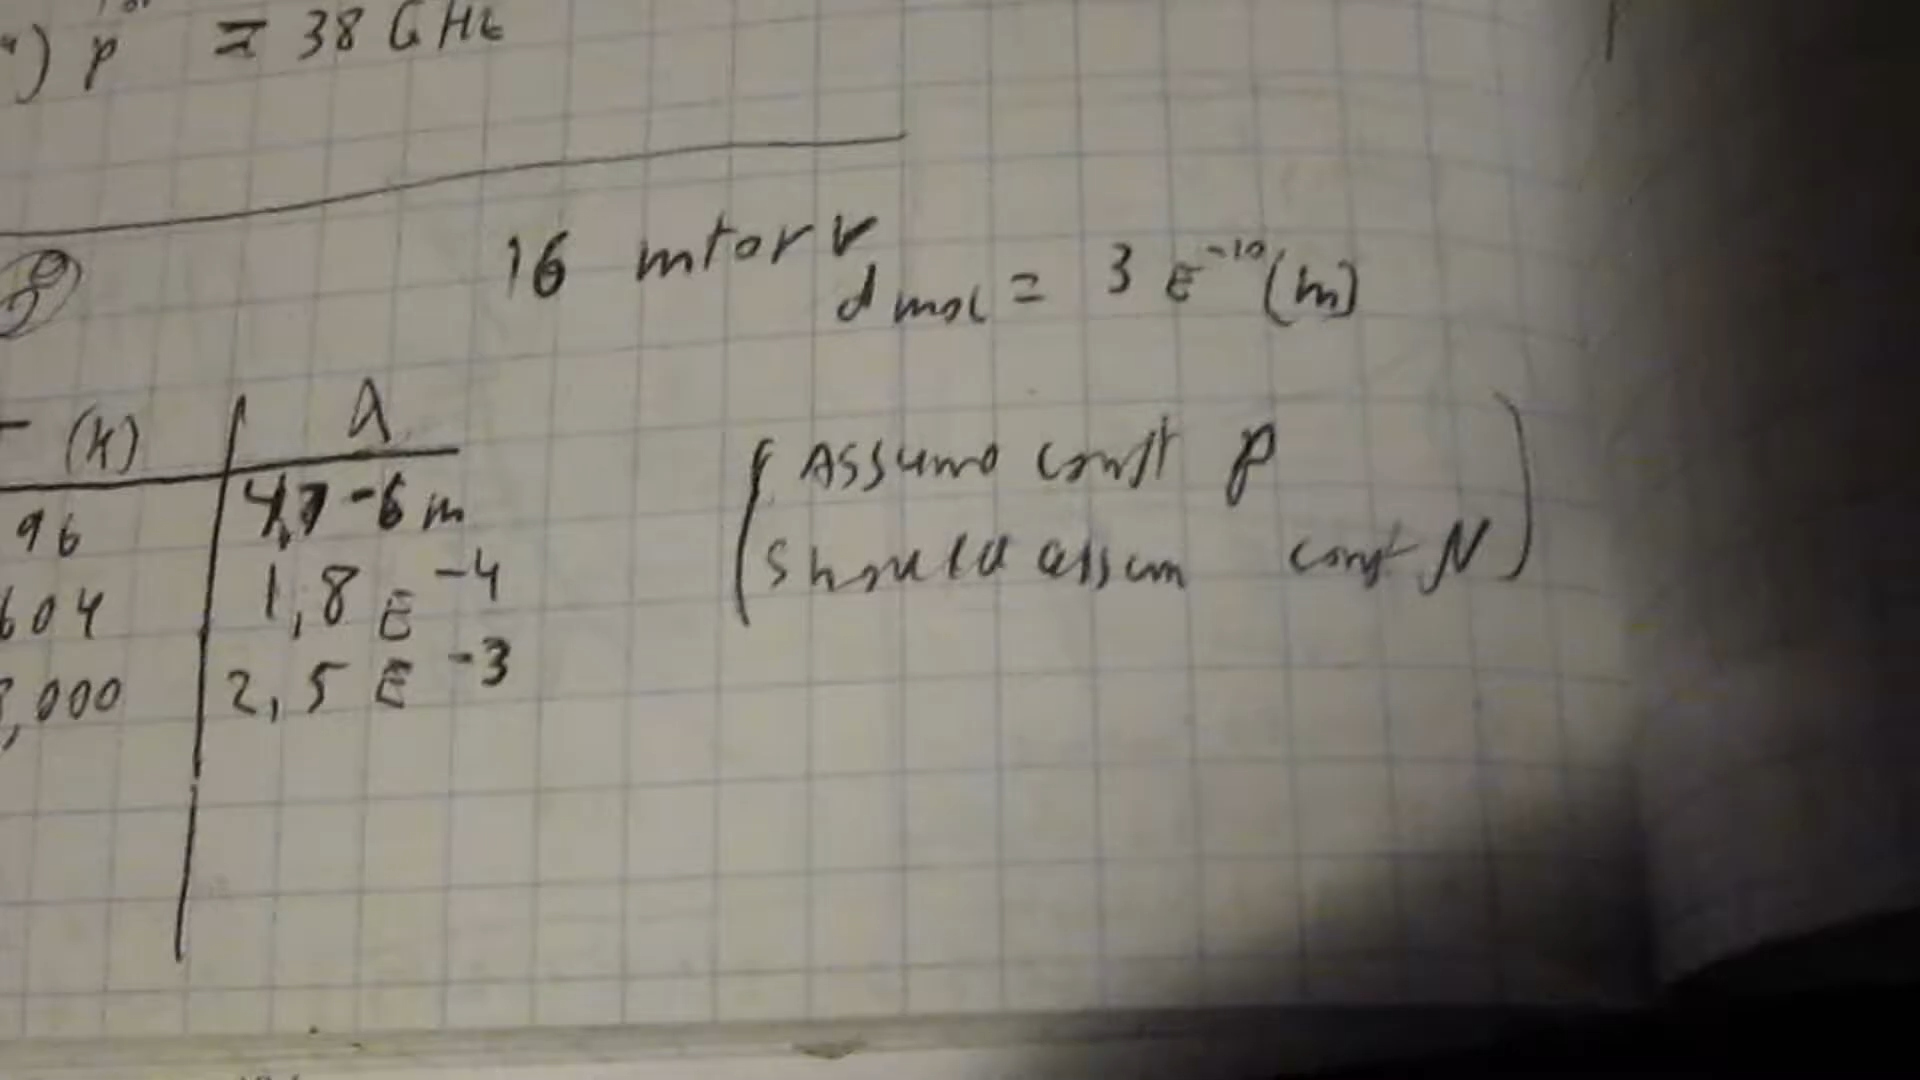 ) p = 38 GHz
16 mtorr
d mol = 3 E-10 (m)
(K) λ
96 4,7 -6 m
604 1,8 E-4
,000 2,5 E-3
(Assume const p
should assum const N)